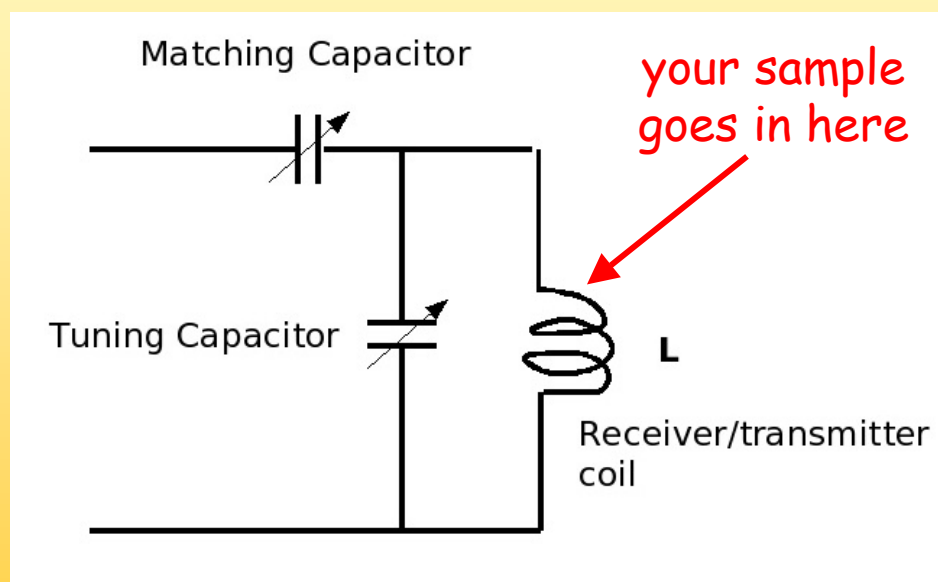 Matching Capacitor
your sample
goes in here
Tuning Capacitor
L
Receiver/transmitter
coil